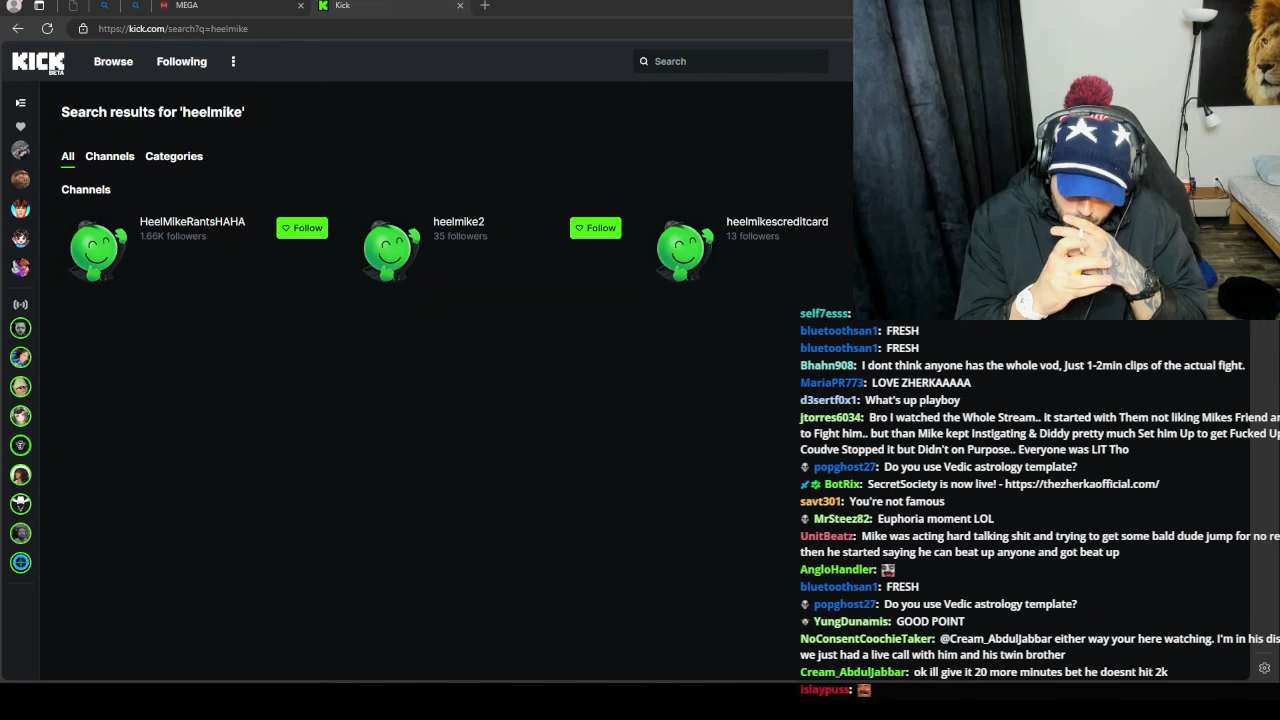 MEGA
Kick
https://kick.com/search?q=heelmike
KICK
BETA
Browse
Following
Search
Search results for 'heelmike'
All
Channels
Categories
Channels
HeelMikeRantsHAHA
1.66K followers
Follow
heelmike2
35 followers
Follow
heelmikescreditcard
13 followers
self7esss:
bluetoothsan1: FRESH
bluetoothsan1: FRESH
Bhahn908: I dont think anyone has the whole vod, Just 1-2min clips of the actual fight.
MariaPR773: LOVE ZHERKAAAAA
d3sertf0x1: What's up playboy
jtorres6034: Bro I watched the Whole Stream.. it started with Them not liking Mikes Friend
to Fight him.. but than Mike kept Instigating & Diddy pretty much Set him Up to get Fucked
Coudve Stopped it but Didn't on Purpose.. Everyone was LIT Tho
popghost27: Do you use Vedic astrology template?
BotRix: SecretSociety is now live! - https://thezherkaofficial.com/
savt301: You're not famous
MrSteez82: Euphoria moment LOL
UnitBeatz: Mike was acting hard talking shit and trying to get some bald dude jump for no
then he started saying he can beat up anyone and got beat up
AngloHandler:
bluetoothsan1: FRESH
popghost27: Do you use Vedic astrology template?
YungDunamis: GOOD POINT
NoConsentCoochieTaker: @Cream_AbdulJabbar either way your here watching. I'm in his
we just had a live call with him and his twin brother
Cream_AbdulJabbar: ok ill give it 20 more minutes bet he doesnt hit 2k
islaypuss: